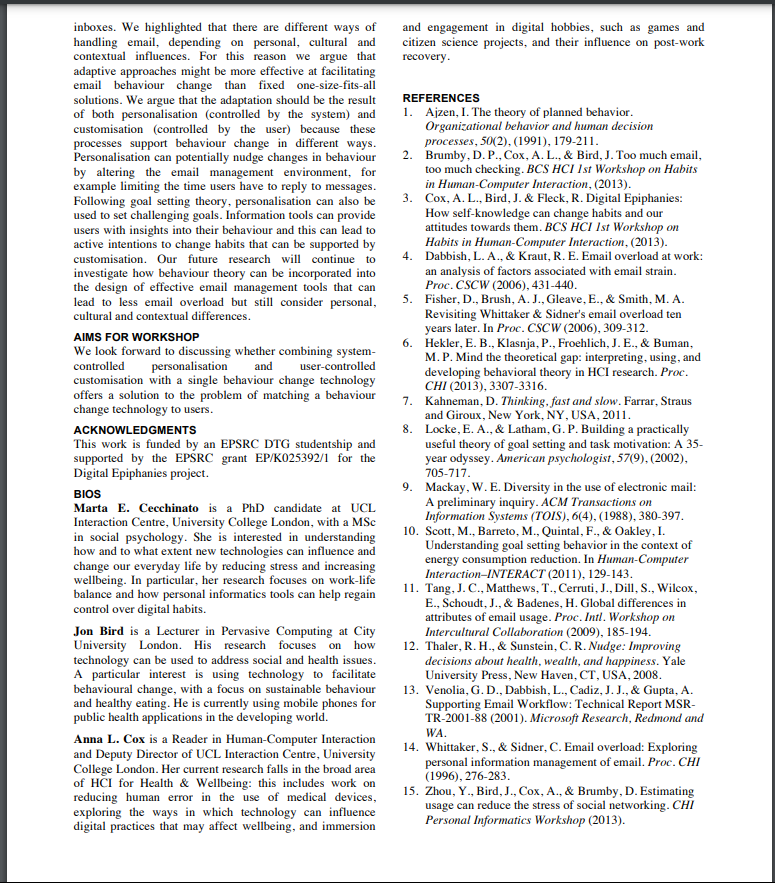 inboxes. We highlighted that there are different ways of
handling email, depending on personal, cultural and
contextual influences. For this reason we argue that
adaptive approaches might be more effective at facilitating
email behaviour change than fixed one-size-fits-all
solutions. We argue that the adaptation should be the result
of both personalisation (controlled by the system) and
customisation (controlled by the user) because these
processes support behaviour change in different ways.
Personalisation can potentially nudge changes in behaviour
by altering the email management environment, for
example limiting the time users have to reply to messages.
Following goal setting theory, personalisation can also be
used to set challenging goals. Information tools can provide
users with insights into their behaviour and this can lead to
active intentions to change habits that can be supported by
customisation. Our future research will continue to
investigate how behaviour theory can be incorporated into
the design of effective email management tools that can
lead to less email overload but still consider personal,
cultural and contextual differences.
AIMS FOR WORKSHOP
We look forward to discussing whether combining system-
controlled personalisation and user-controlled
customisation with a single behaviour change technology
offers a solution to the problem of matching a behaviour
change technology to users.
ACKNOWLEDGMENTS
This work is funded by an EPSRC DTG studentship and
supported by the EPSRC grant EP/K025392/1 for the
Digital Epiphanies project.
BIOS
Marta E. Cecchinato is a PhD candidate at UCL
Interaction Centre, University College London, with a MSc
in social psychology. She is interested in understanding
how and to what extent new technologies can influence and
change our everyday life by reducing stress and increasing
wellbeing. In particular, her research focuses on work-life
balance and how personal informatics tools can help regain
control over digital habits.
Jon Bird is a Lecturer in Pervasive Computing at City
University London. His research focuses on how
technology can be used to address social and health issues.
A particular interest is using technology to facilitate
behavioural change, with a focus on sustainable behaviour
and healthy eating. He is currently using mobile phones for
public health applications in the developing world.
Anna L. Cox is a Reader in Human-Computer Interaction
and Deputy Director of UCL Interaction Centre, University
College London. Her current research falls in the broad area
of HCI for Health & Wellbeing: this includes work on
reducing human error in the use of medical devices,
exploring the ways in which technology can influence
digital practices that may affect wellbeing, and immersion
and engagement in digital hobbies, such as games and
citizen science projects, and their influence on post-work
recovery.
REFERENCES
1. Ajzen, I. The theory of planned behavior.
Organizational behavior and human decision
processes, 50(2), (1991), 179-211.
2. Brumby, D. P., Cox, A. L., & Bird, J. Too much email,
too much checking. BCS HCI 1st Workshop on Habits
in Human-Computer Interaction, (2013).
3. Cox, A. L., Bird, J. & Fleck, R. Digital Epiphanies:
How self-knowledge can change habits and our
attitudes towards them. BCS HCI 1st Workshop on
Habits in Human-Computer Interaction, (2013).
4. Dabbish, L. A., & Kraut, R. E. Email overload at work:
an analysis of factors associated with email strain.
Proc. CSCW (2006), 431-440.
5. Fisher, D., Brush, A. J., Gleave, E., & Smith, M. A.
Revisiting Whittaker & Sidner's email overload ten
years later. In Proc. CSCW (2006), 309-312.
6. Hekler, E. B., Klasnja, P., Froehlich, J. E., & Buman,
M. P. Mind the theoretical gap: interpreting, using, and
developing behavioral theory in HCI research. Proc.
CHI (2013), 3307-3316.
7. Kahneman, D. Thinking, fast and slow. Farrar, Straus
and Giroux, New York, NY, USA, 2011.
8. Locke, E. A., & Latham, G. P. Building a practically
useful theory of goal setting and task motivation: A 35-
year odyssey. American psychologist, 57(9), (2002),
705-717.
9. Mackay, W. E. Diversity in the use of electronic mail:
A preliminary inquiry. ACM Transactions on
Information Systems (TOIS), 6(4), (1988), 380-397.
10. Scott, M., Barreto, M., Quintal, F., & Oakley, I.
Understanding goal setting behavior in the context of
energy consumption reduction. In Human-Computer
Interaction–INTERACT (2011), 129-143.
11. Tang, J. C., Matthews, T., Cerruti, J., Dill, S., Wilcox,
E., Schoudt, J., & Badenes, H. Global differences in
attributes of email usage. Proc. Intl. Workshop on
Intercultural Collaboration (2009), 185-194.
12. Thaler, R. H., & Sunstein, C. R. Nudge: Improving
decisions about health, wealth, and happiness. Yale
University Press, New Haven, CT, USA, 2008.
13. Venolia, G. D., Dabbish, L., Cadiz, J. J., & Gupta, A.
Supporting Email Workflow: Technical Report MSR-
TR-2001-88 (2001). Microsoft Research, Redmond and
WA.
14. Whittaker, S., & Sidner, C. Email overload: Exploring
personal information management of email. Proc. CHI
(1996), 276-283.
15. Zhou, Y., Bird, J., Cox, A., & Brumby, D. Estimating
usage can reduce the stress of social networking. CHI
Personal Informatics Workshop (2013).